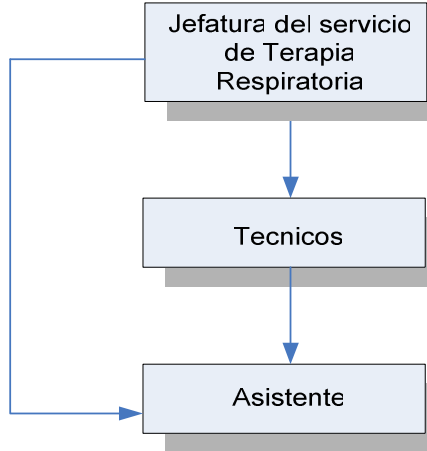 Jefatura del servicio
de Terapia
Respiratoria
Tecnicos
Asistente